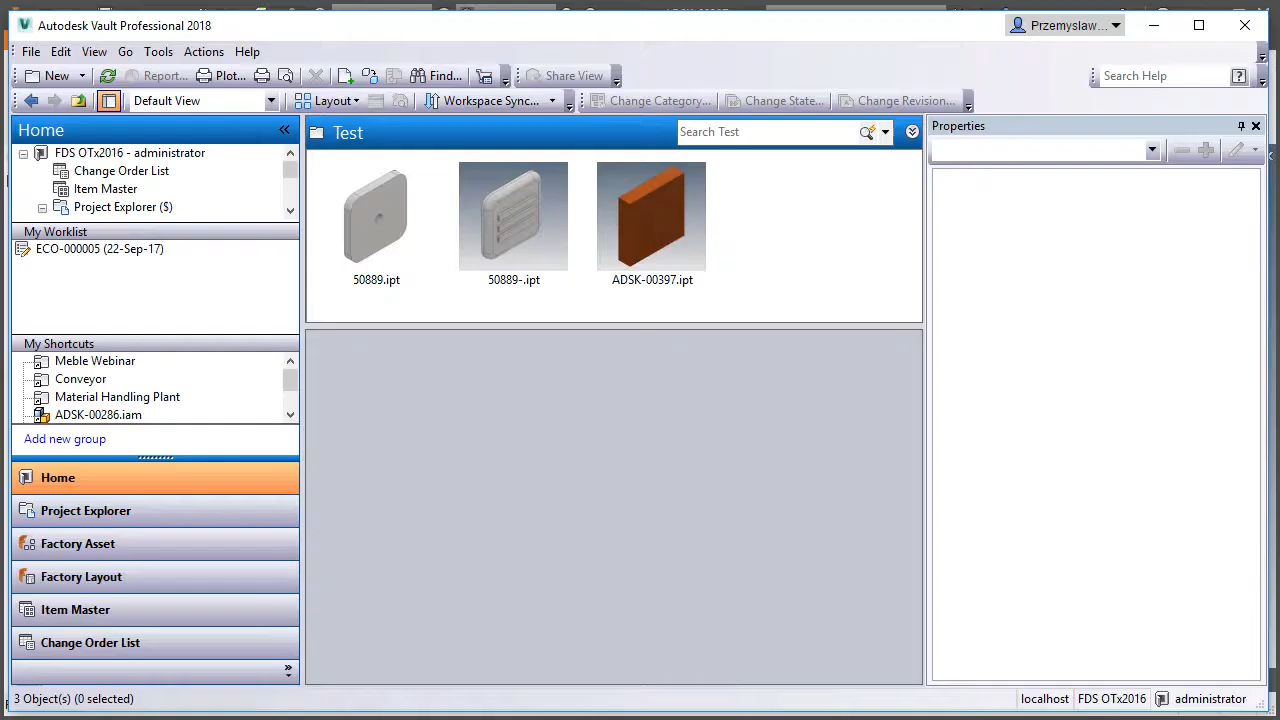 Autodesk Vault Professional 2018
Przemyslaw...
File Edit View Go Tools Actions Help
New Report... Plot... Find... Share View Search Help ?
Default View Layout Workspace Sync... Change Category... Change State... Change Revision...
Home
FDS OTx2016 - administrator
Change Order List
Item Master
Project Explorer ($)
My Worklist
ECO-000005 (22-Sep-17)
My Shortcuts
Meble Webinar
Conveyor
Material Handling Plant
ADSK-00286.iam
Add new group
Home
Project Explorer
Factory Asset
Factory Layout
Item Master
Change Order List
Test
Search Test
50889.ipt
50889-.ipt
ADSK-00397.ipt
Properties
3 Object(s) (0 selected)
localhost
FDS OTx2016
administrator